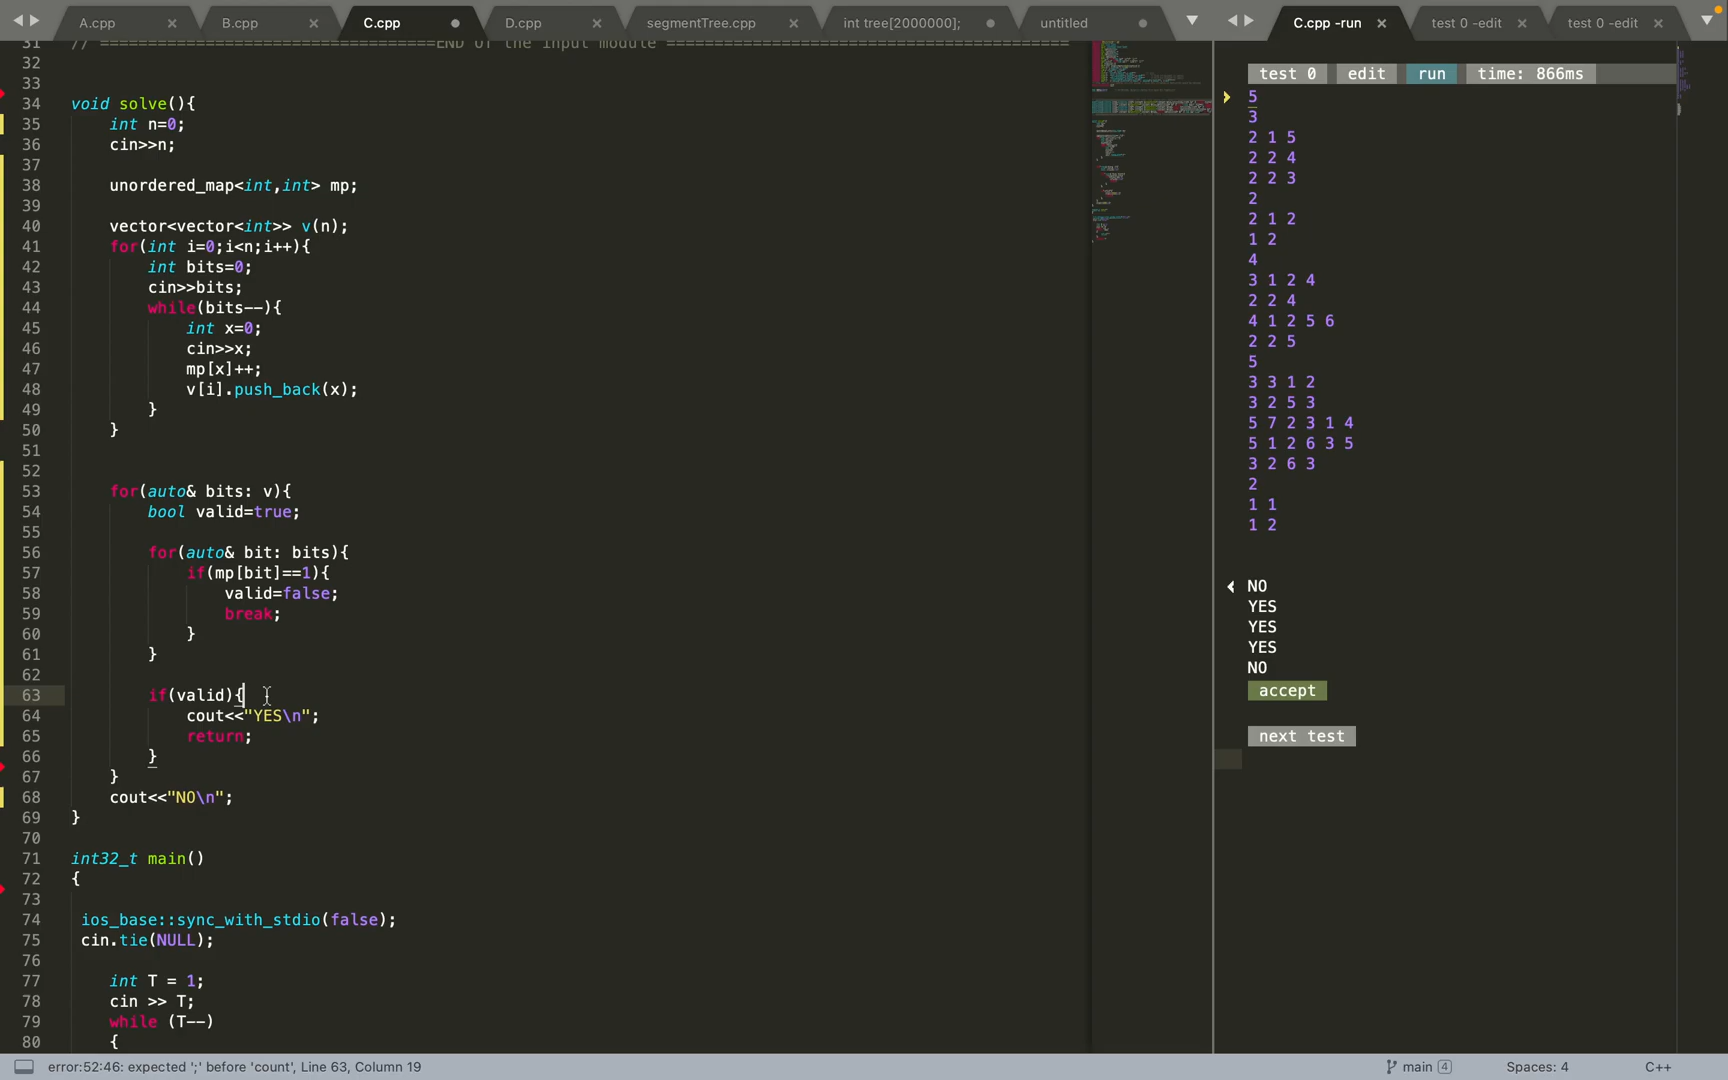 A.cpp
B.cpp
C.cpp
D.cpp
segmentTree.cpp
int tree[2000000];
untitled
C.cpp -run
test 0 -edit
test 0 -edit
31 // ===================================END Of the input module ==========================================
32
33
34 void solve(){
35 int n=0;
36 cin>>n;
37
38 unordered_map<int,int> mp;
39
40 vector<vector<int>> v(n);
41 for(int i=0;i<n;i++){
42 int bits=0;
43 cin>>bits;
44 while(bits--){
45 int x=0;
46 cin>>x;
47 mp[x]++;
48 v[i].push_back(x);
49 }
50 }
51
52
53 for(auto& bits: v){
54 bool valid=true;
55
56 for(auto& bit: bits){
57 if(mp[bit]==1){
58 valid=false;
59 break;
60 }
61 }
62
63 if(valid){
64 cout<<"YES\n";
65 return;
66 }
67 }
68 cout<<"NO\n";
69 }
70
71 int32_t main()
72 {
73
74 ios_base::sync_with_stdio(false);
75 cin.tie(NULL);
76
77 int T = 1;
78 cin >> T;
79 while (T--)
80 {
test 0 edit run time: 866ms
5
3
2 1 5
2 2 4
2 2 3
2
2 1 2
1 2
4
3 1 2 4
2 2 4
4 1 2 5 6
2 2 5
5
3 3 1 2
3 2 5 3
5 7 2 3 1 4
5 1 2 6 3 5
3 2 6 3
2
1 1
1 2
NO
YES
YES
YES
NO
accept
next test
error:52:46: expected ';' before 'count', Line 63, Column 19
main 4
Spaces: 4
C++